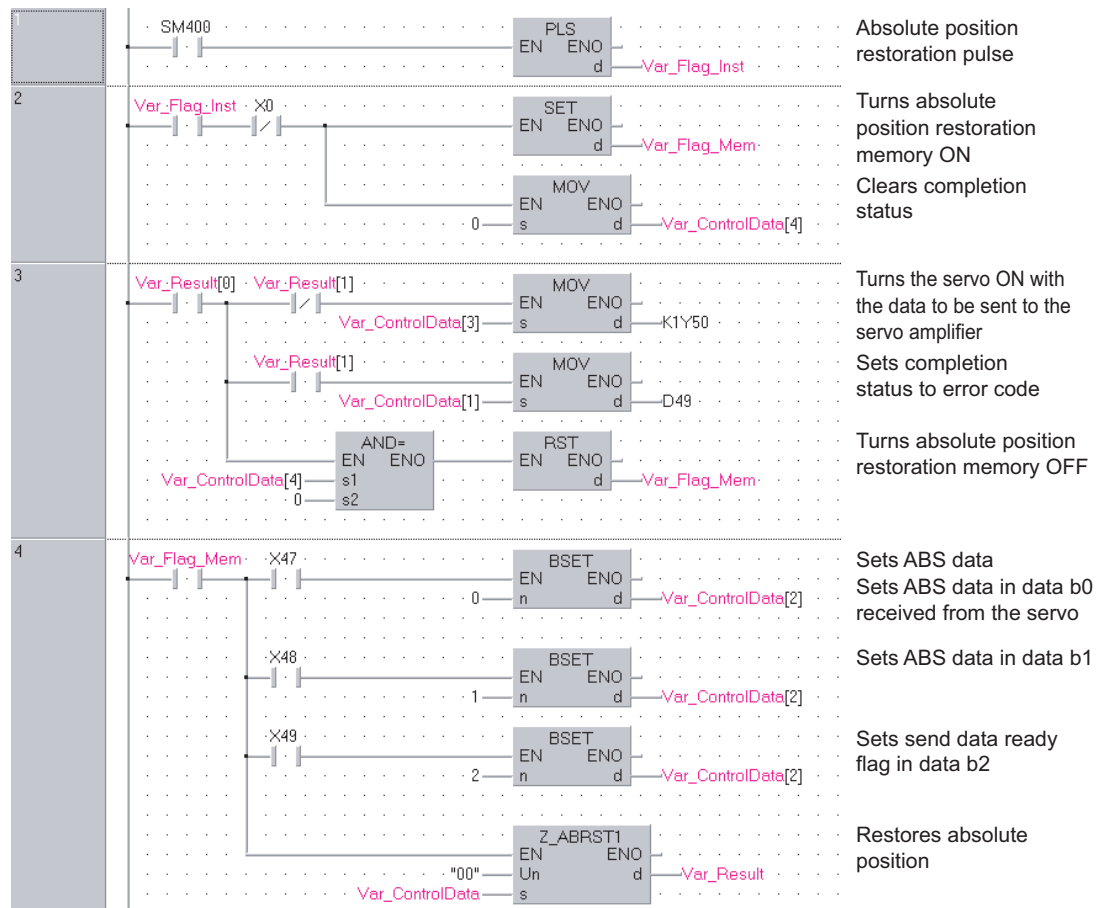 1
SM400
PLS
EN ENO
d Var_Flag_Inst
Absolute position
restoration pulse
2
Var_Flag_Inst X0
SET
EN ENO
d Var_Flag_Mem
Turns absolute
position restoration
memory ON
MOV
EN ENO
0 s d Var_ControlData[4]
Clears completion
status
3
Var_Result[0] Var_Result[1]
MOV
EN ENO
Var_ControlData[3] s d K1Y50
Turns the servo ON with
the data to be sent to the
servo amplifier
Var_Result[1]
MOV
EN ENO
Var_ControlData[1] s d D49
Sets completion
status to error code
AND=
EN ENO
Var_ControlData[4] s1
0 s2
RST
EN ENO
d Var_Flag_Mem
Turns absolute position
restoration memory OFF
4
Var_Flag_Mem X47
BSET
EN ENO
0 n d Var_ControlData[2]
Sets ABS data
Sets ABS data in data b0
received from the servo
X48
BSET
EN ENO
1 n d Var_ControlData[2]
Sets ABS data in data b1
X49
BSET
EN ENO
2 n d Var_ControlData[2]
Sets send data ready
flag in data b2
Z_ABRST1
EN ENO
"00" Un d Var_Result
Var_ControlData s
Restores absolute
position